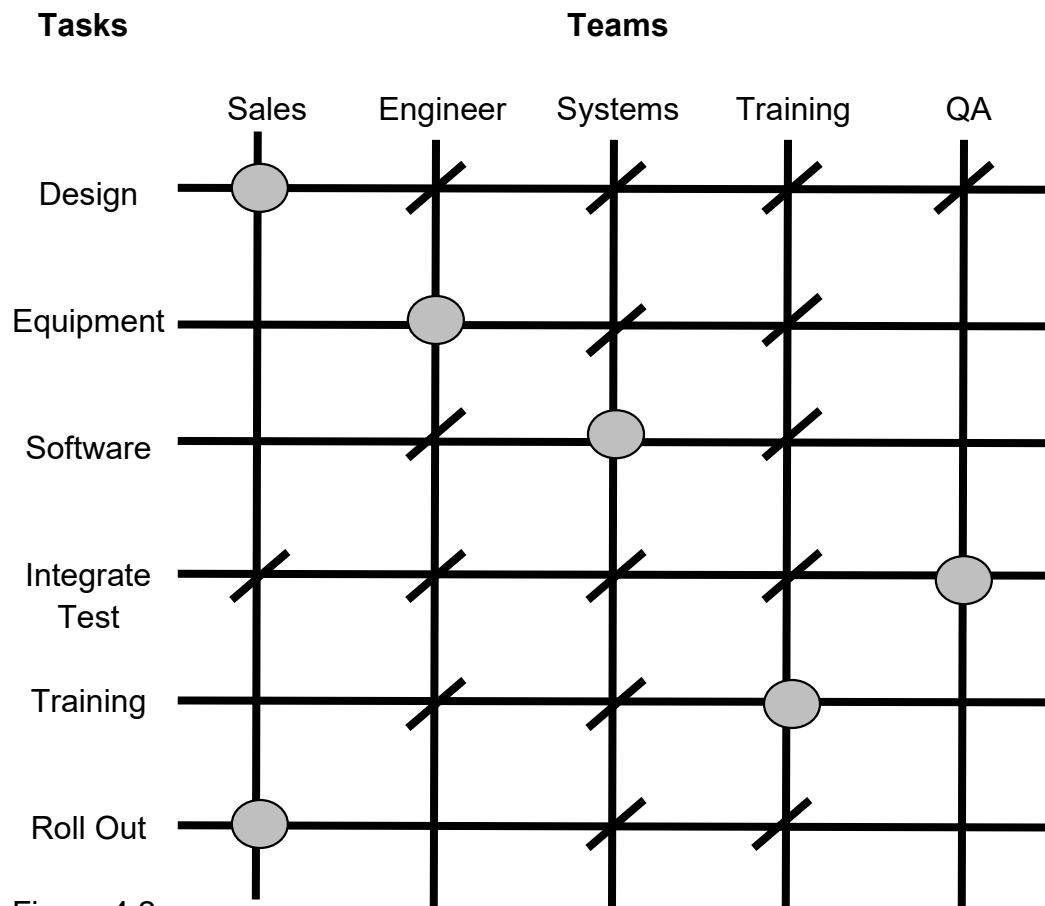 Tasks Teams
Sales Engineer Systems Training QA
Design
Equipment
Software
Integrate
Test
Training
Roll Out